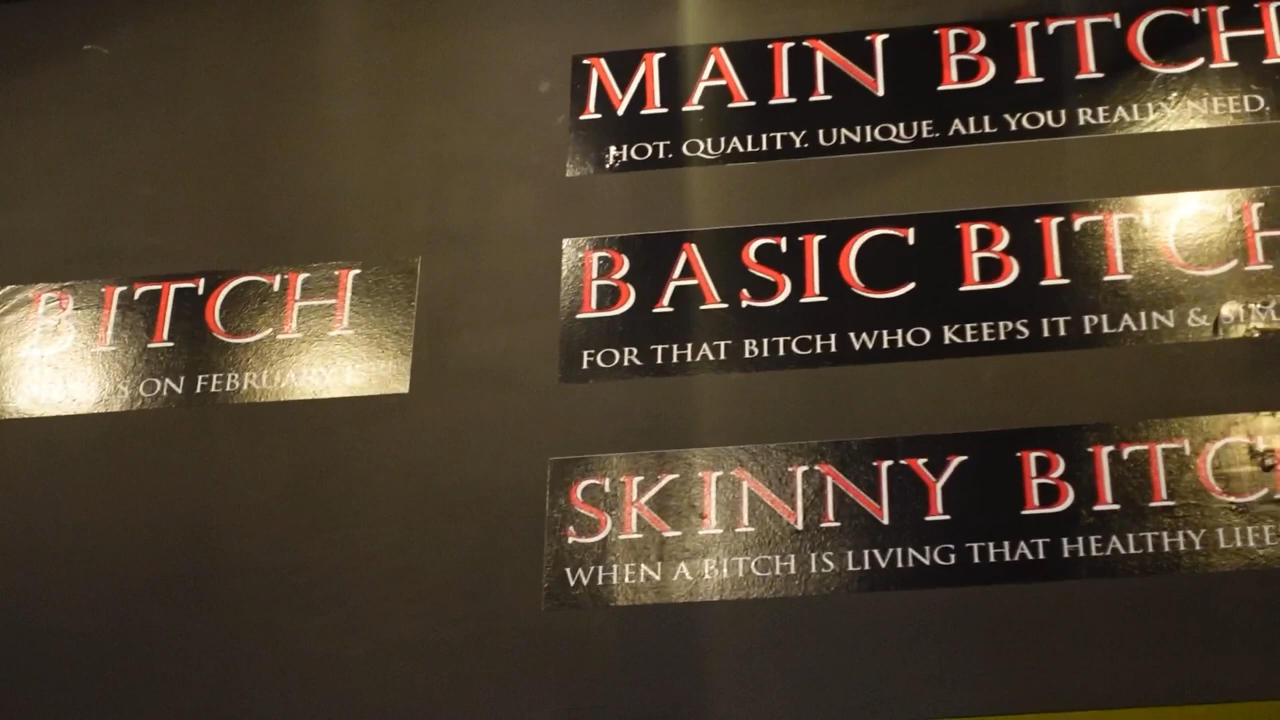 BITCH
ON FEBRUARY
MAIN BITCH
HOT. QUALITY. UNIQUE. ALL YOU REALLY NEED.
BASIC BITCH
FOR THAT BITCH WHO KEEPS IT PLAIN &
SKINNY BITCH
WHEN A BITCH IS LIVING THAT HEALTHY LIFE